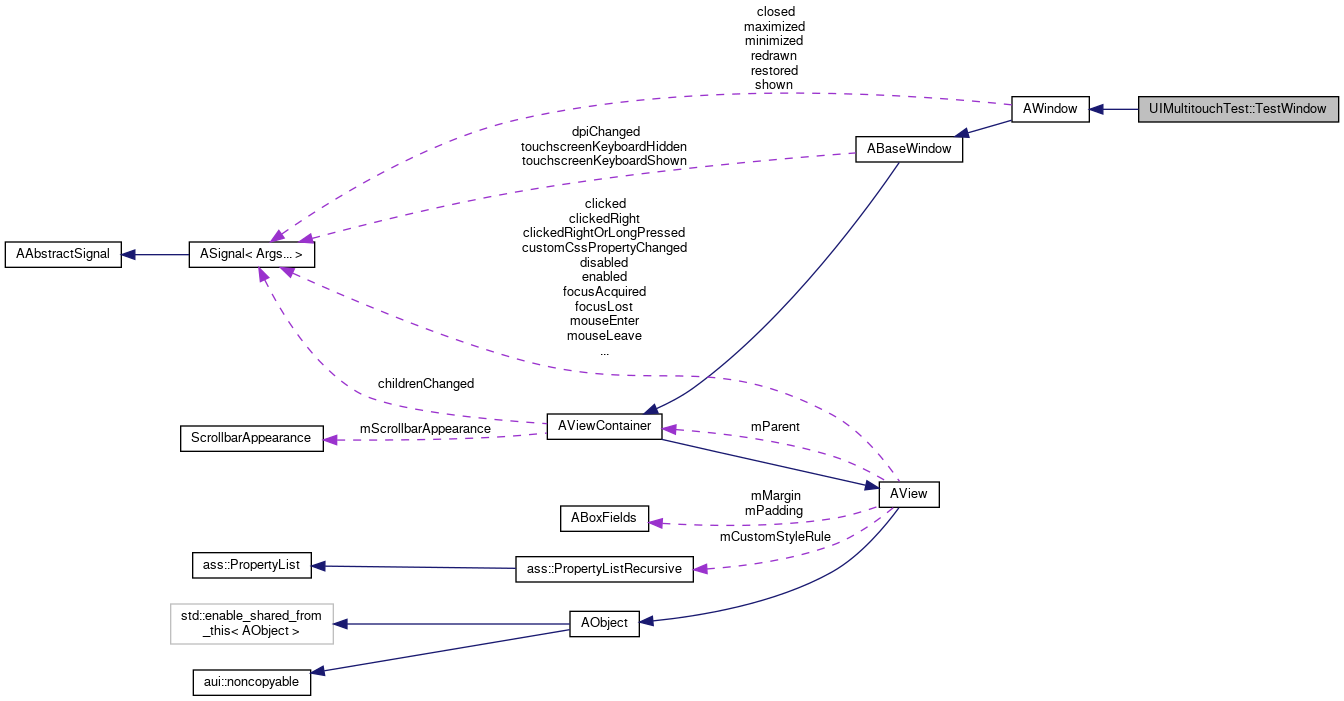 closed
maximized
minimized
redrawn
restored
shown
AWindow
UIMultitouchTest::TestWindow
dpiChanged
touchscreenKeyboardHidden
touchscreenKeyboardShown
ABaseWindow
clicked
clickedRight
clickedRightOrLongPressed
customCssPropertyChanged
disabled
enabled
focusAcquired
focusLost
mouseEnter
mouseLeave
...
AAbstractSignal
ASignal< Args... >
childrenChanged
ScrollbarAppearance
mScrollbarAppearance
AViewContainer
mParent
AView
mMargin
mPadding
ABoxFields
mCustomStyleRule
ass::PropertyList
ass::PropertyListRecursive
std::enable_shared_from
_this< AObject >
AObject
aui::noncopyable